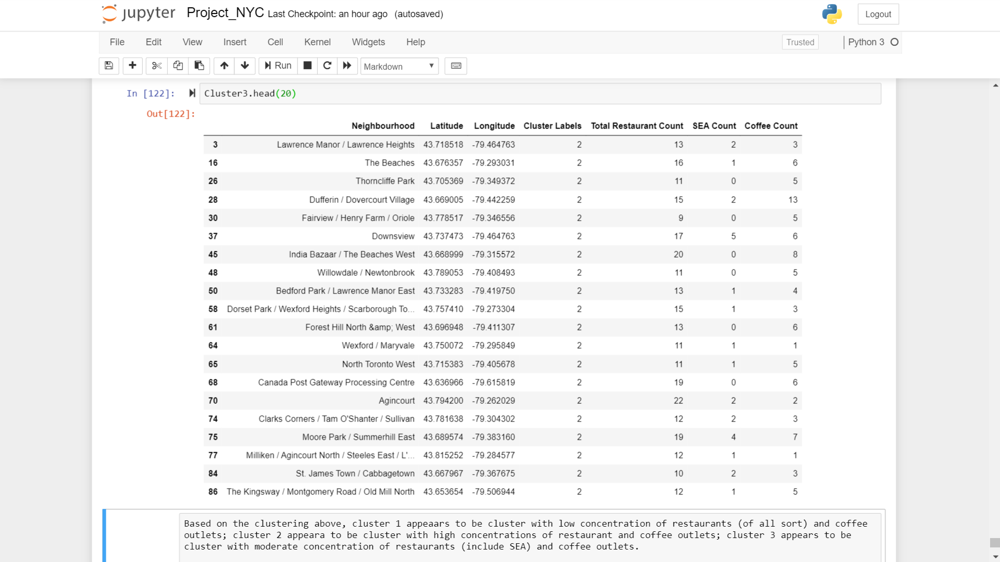 jupyter Project_NYC Last Checkpoint: an hour ago (autosaved) Logout
File Edit View Insert Cell Kernel Widgets Help Trusted Python 3
Run Markdown
In [122]: Cluster3.head(20)
Out[122]:
Neighbourhood Latitude Longitude Cluster Labels Total Restaurant Count SEA Count Coffee Count
3 Lawrence Manor / Lawrence Heights 43.718518 -79.464763 2 13 2 3
16 The Beaches 43.676357 -79.293031 2 16 1 6
26 Thorncliffe Park 43.705369 -79.349372 2 11 0 5
28 Dufferin / Dovercourt Village 43.669005 -79.442259 2 15 2 13
30 Fairview / Henry Farm / Oriole 43.778517 -79.346556 2 9 0 5
37 Downsview 43.737473 -79.464763 2 17 5 6
45 India Bazaar / The Beaches West 43.668999 -79.315572 2 20 0 8
48 Willowdale / Newtonbrook 43.789053 -79.408493 2 11 0 5
50 Bedford Park / Lawrence Manor East 43.733283 -79.419750 2 13 1 4
58 Dorset Park / Wexford Heights / Scarborough To... 43.757410 -79.273304 2 15 1 3
61 Forest Hill North &amp; West 43.696948 -79.411307 2 13 0 6
64 Wexford / Maryvale 43.750072 -79.295849 2 11 1 1
65 North Toronto West 43.715383 -79.405678 2 11 1 5
68 Canada Post Gateway Processing Centre 43.636966 -79.615819 2 19 0 6
70 Agincourt 43.794200 -79.262029 2 22 2 2
74 Clarks Corners / Tam O'Shanter / Sullivan 43.781638 -79.304302 2 12 2 3
75 Moore Park / Summerhill East 43.689574 -79.383160 2 19 4 7
77 Milliken / Agincourt North / Steeles East / L'... 43.815252 -79.284577 2 12 1 1
84 St. James Town / Cabbagetown 43.667967 -79.367675 2 10 2 3
86 The Kingsway / Montgomery Road / Old Mill North 43.653654 -79.506944 2 12 1 5
Based on the clustering above, cluster 1 appeaars to be cluster with low concentration of restaurants (of all sort) and coffee
outlets; cluster 2 appeara to be cluster with high concentrations of restaurant and coffee outlets; cluster 3 appears to be
cluster with moderate concentration of restaurants (include SEA) and coffee outlets.